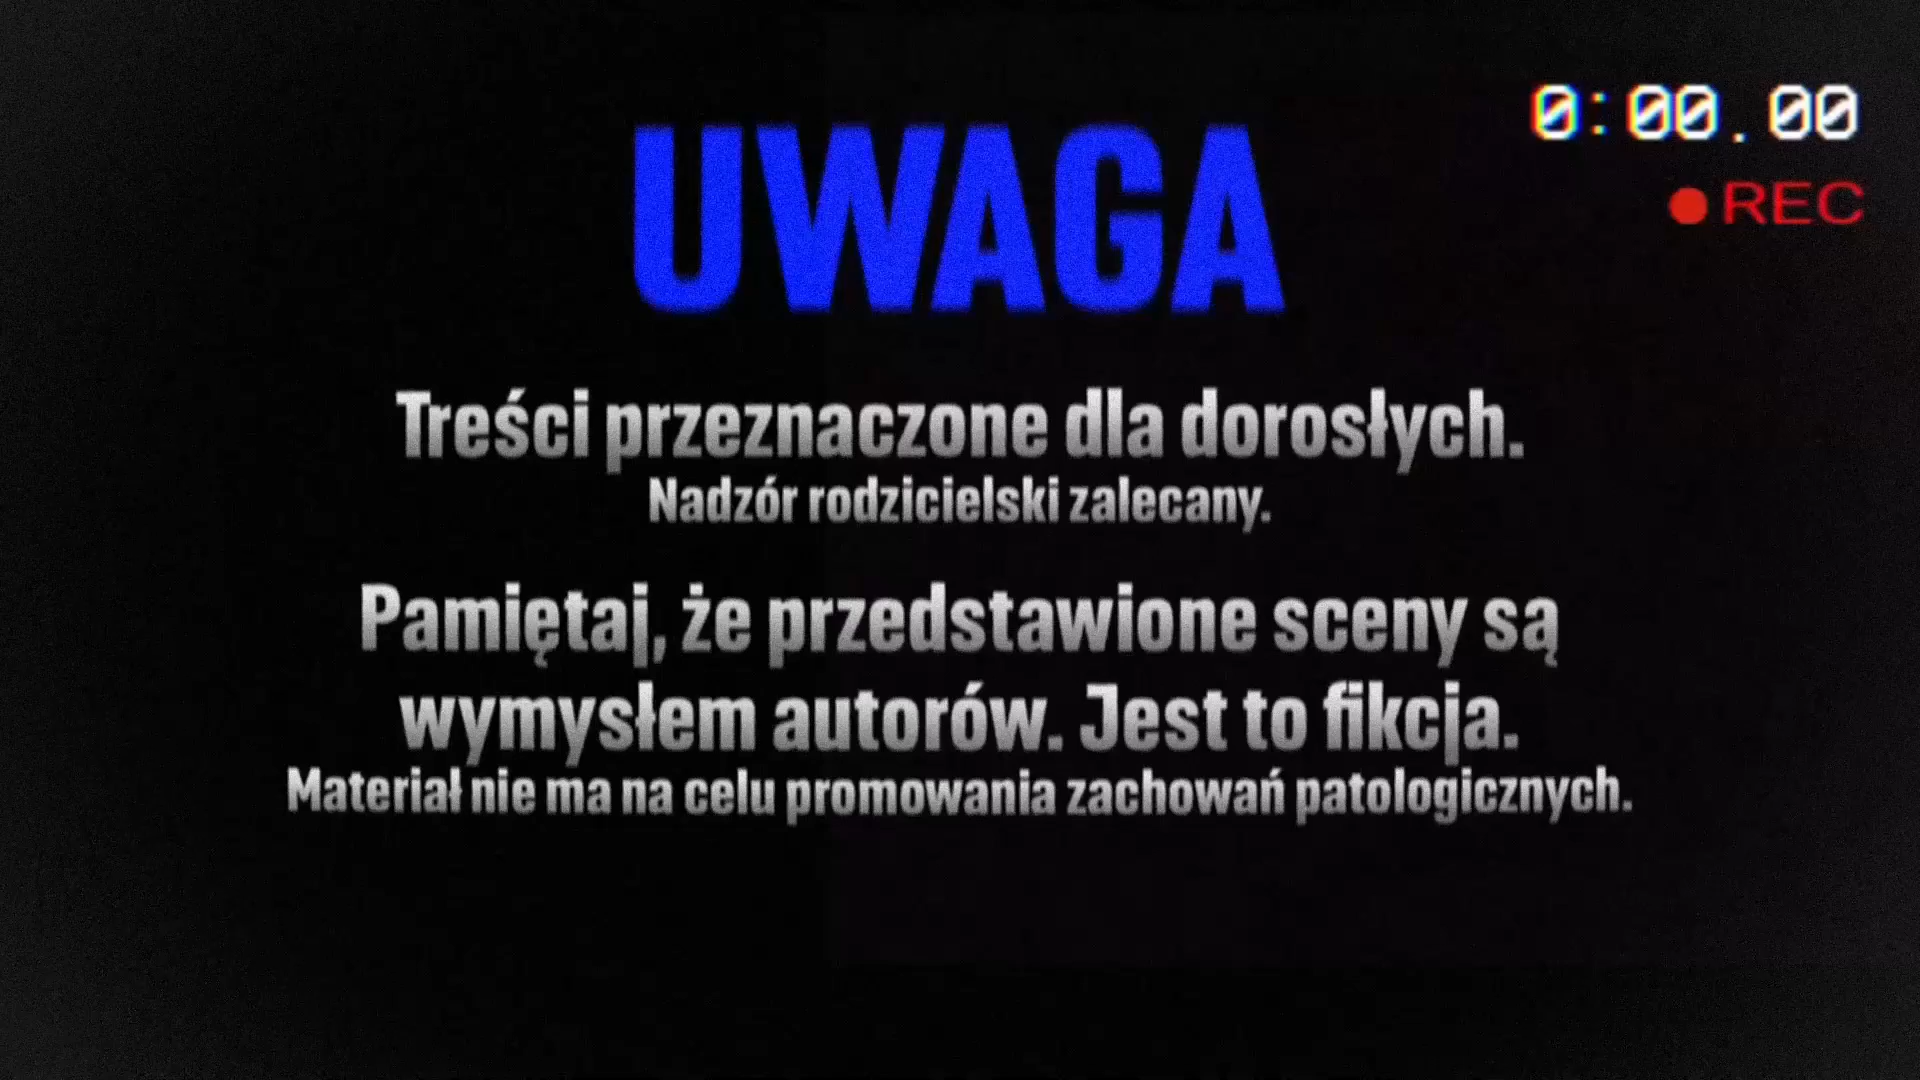 0:00.00
REC
UWAGA
Treści przeznaczone dla dorosłych.
Nadzór rodzicielski zalecany.
Pamiętaj, że przedstawione sceny są
wymysłem autorów. Jest to fikcja.
Materiał nie ma na celu promowania zachowań patologicznych.